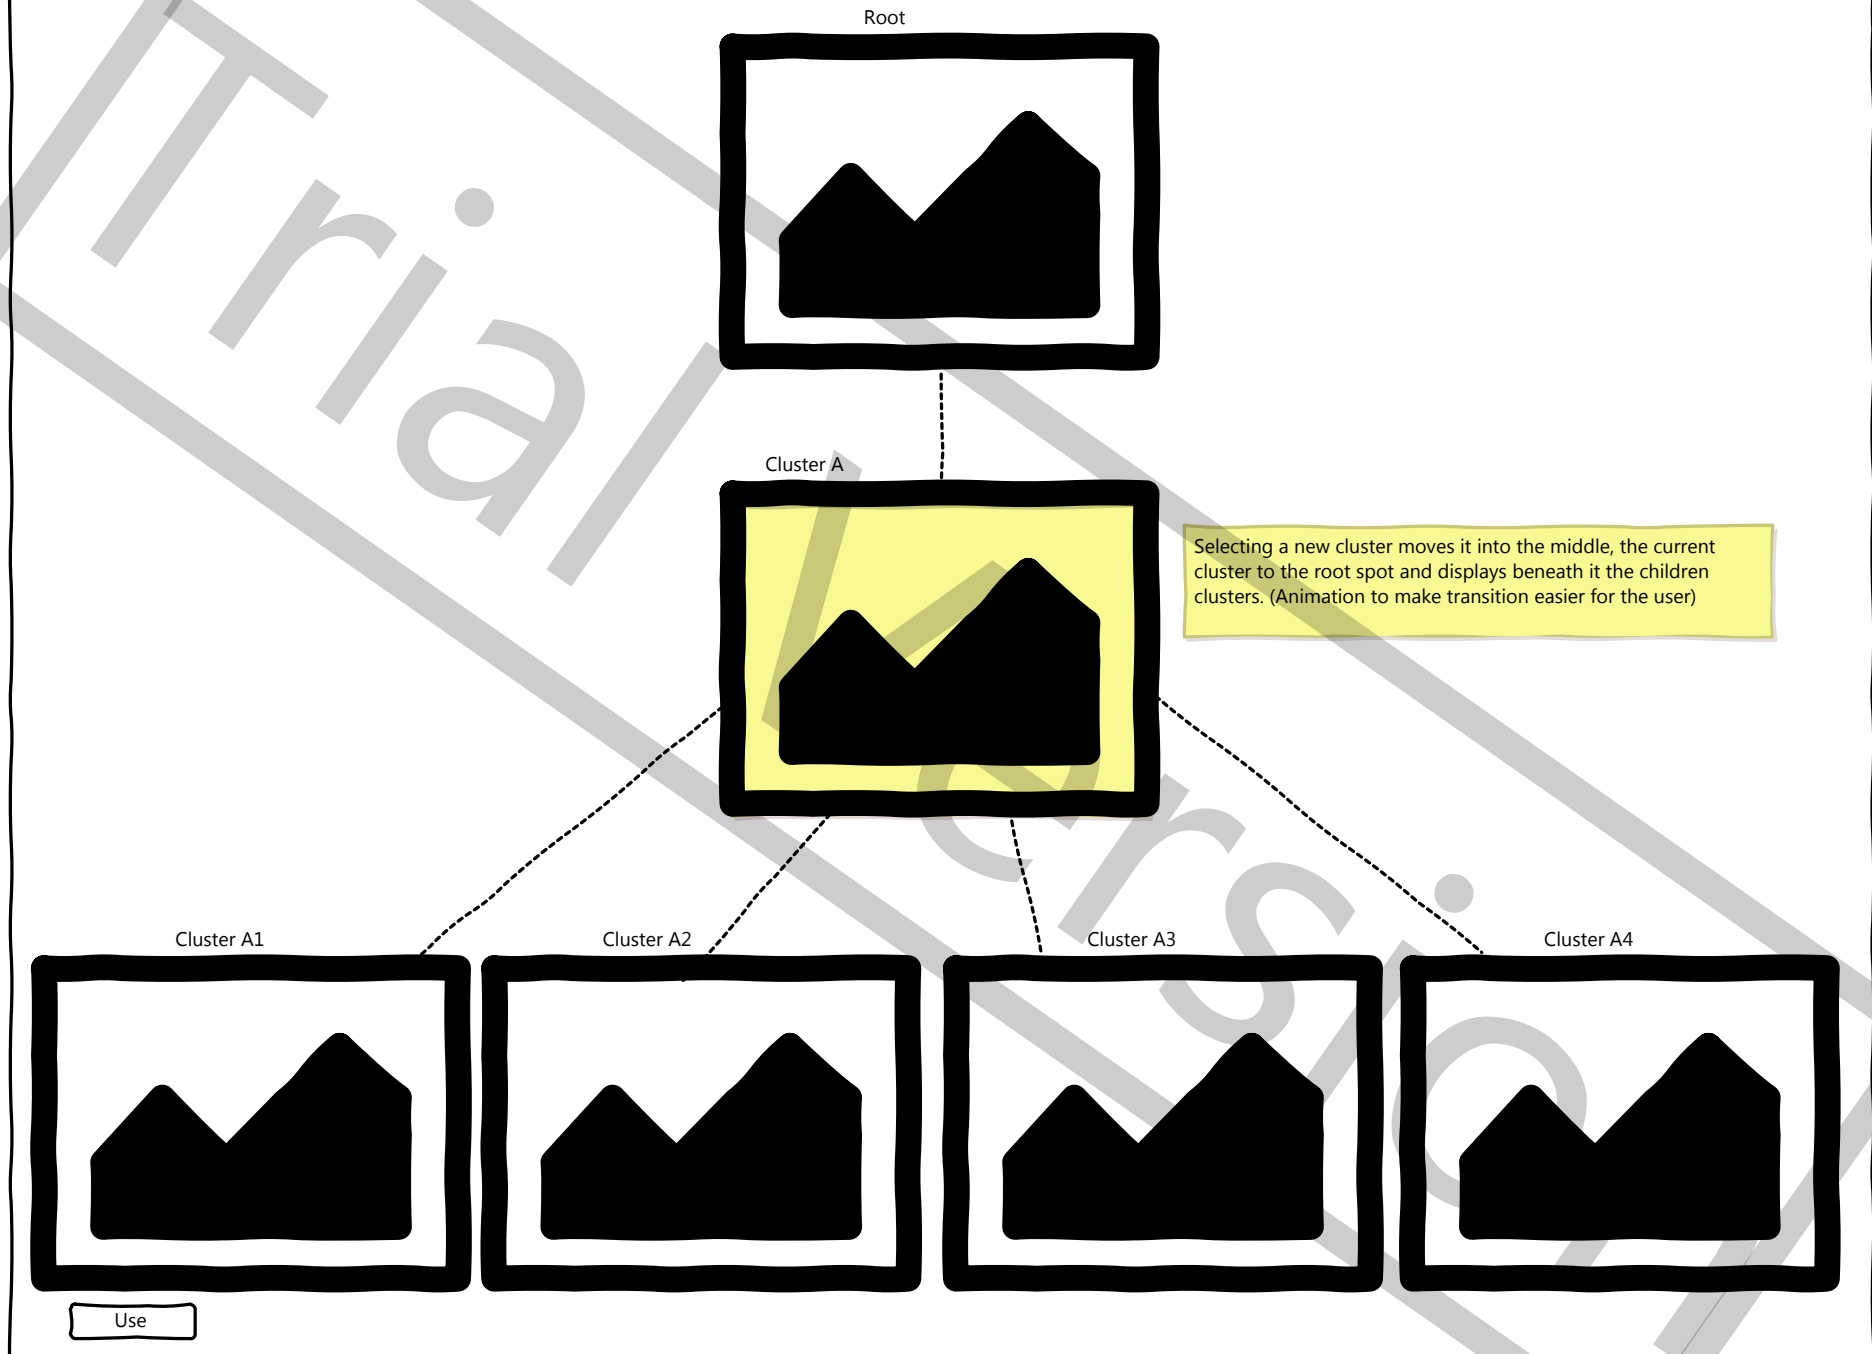 Root
Cluster A
Selecting a new cluster moves it into the middle, the current
cluster to the root spot and displays beneath it the children
clusters. (Animation to make transition easier for the user)
Cluster A1
Cluster A2
Cluster A3
Cluster A4
Use
Trial Version